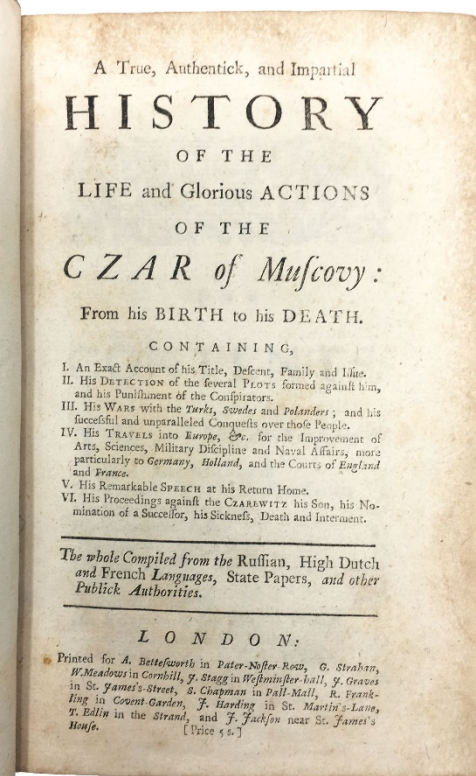 A True, Authentick, and Impartial
HISTORY
OF THE
LIFE and Glorious ACTIONS
OF THE
CZAR of Muſcovy:
From his BIRTH to his DEATH.
CONTAINING,
I. An Exact Account of his Title, Deſcent, Family and Iſſue.
II. His DETECTION of the ſeveral PLOTS formed againſt him,
and his Puniſhment of the Conſpirators.
III. His WARS with the Turks, Swedes and Polanders; and his
ſucceſsful and unparalleled Conqueſts over thoſe People.
IV. His TRAVELS into Europe, &c. for the Improvement of
Arts, Sciences, Military Diſcipline and Naval Affairs, more
particularly to Germany, Holland, and the Courts of England
and France.
V. His Remarkable SPEECH at his Return Home.
VI. His Proceedings againſt the CZAREWITZ his Son, his No-
mination of a Succeſſor, his Sickneſs, Death and Interment.
The whole Compiled from the Ruſſian, High Dutch
and French Languages, State Papers, and other
Publick Authorities.
LONDON:
Printed for A. Betteſworth in Pater-Noſter-Row, G. Strahan,
W. Meadows in Cornhill, J. Stagg in Weſtminſter-hall, J. Graves
in St. James's-Street, S. Chapman in Pall-Mall, R. Frank-
ling in Covent-Garden, J. Harding in St. Martin's-Lane,
T. Edlin in the Strand, and J. Jackſon near St. James's
Houſe. [Price 5 s.]